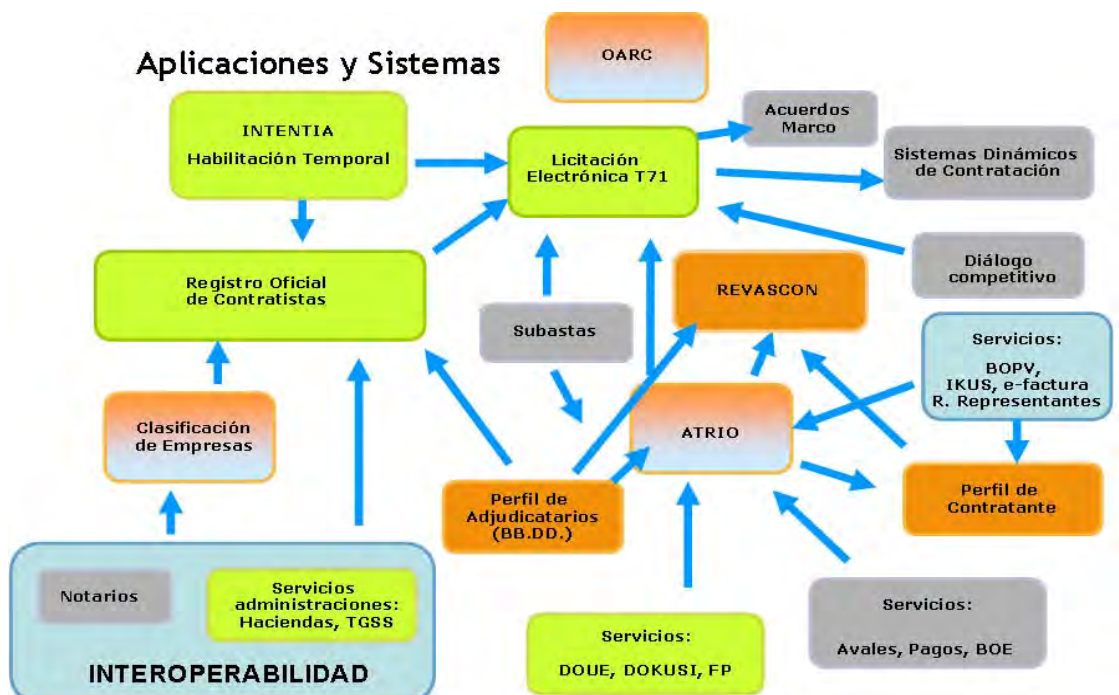 Aplicaciones y Sistemas
OARC
INTENTIA
Habilitación Temporal
Licitación
Electrónica T71
Acuerdos
Marco
Sistemas Dinámicos
de Contratación
Registro Oficial
de Contratistas
REVASCON
Diálogo
competitivo
Subastas
Servicios:
BOPV,
IKUS, e-factura
R. Representantes
Clasificación
de Empresas
ATRIO
Perfil de
Adjudicatarios
(BB.DD.)
Perfil de
Contratante
Notarios
Servicios
administraciones:
Haciendas, TGSS
INTEROPERABILIDAD
Servicios:
DOUE, DOKUSI, FP
Servicios:
Avales, Pagos, BOE